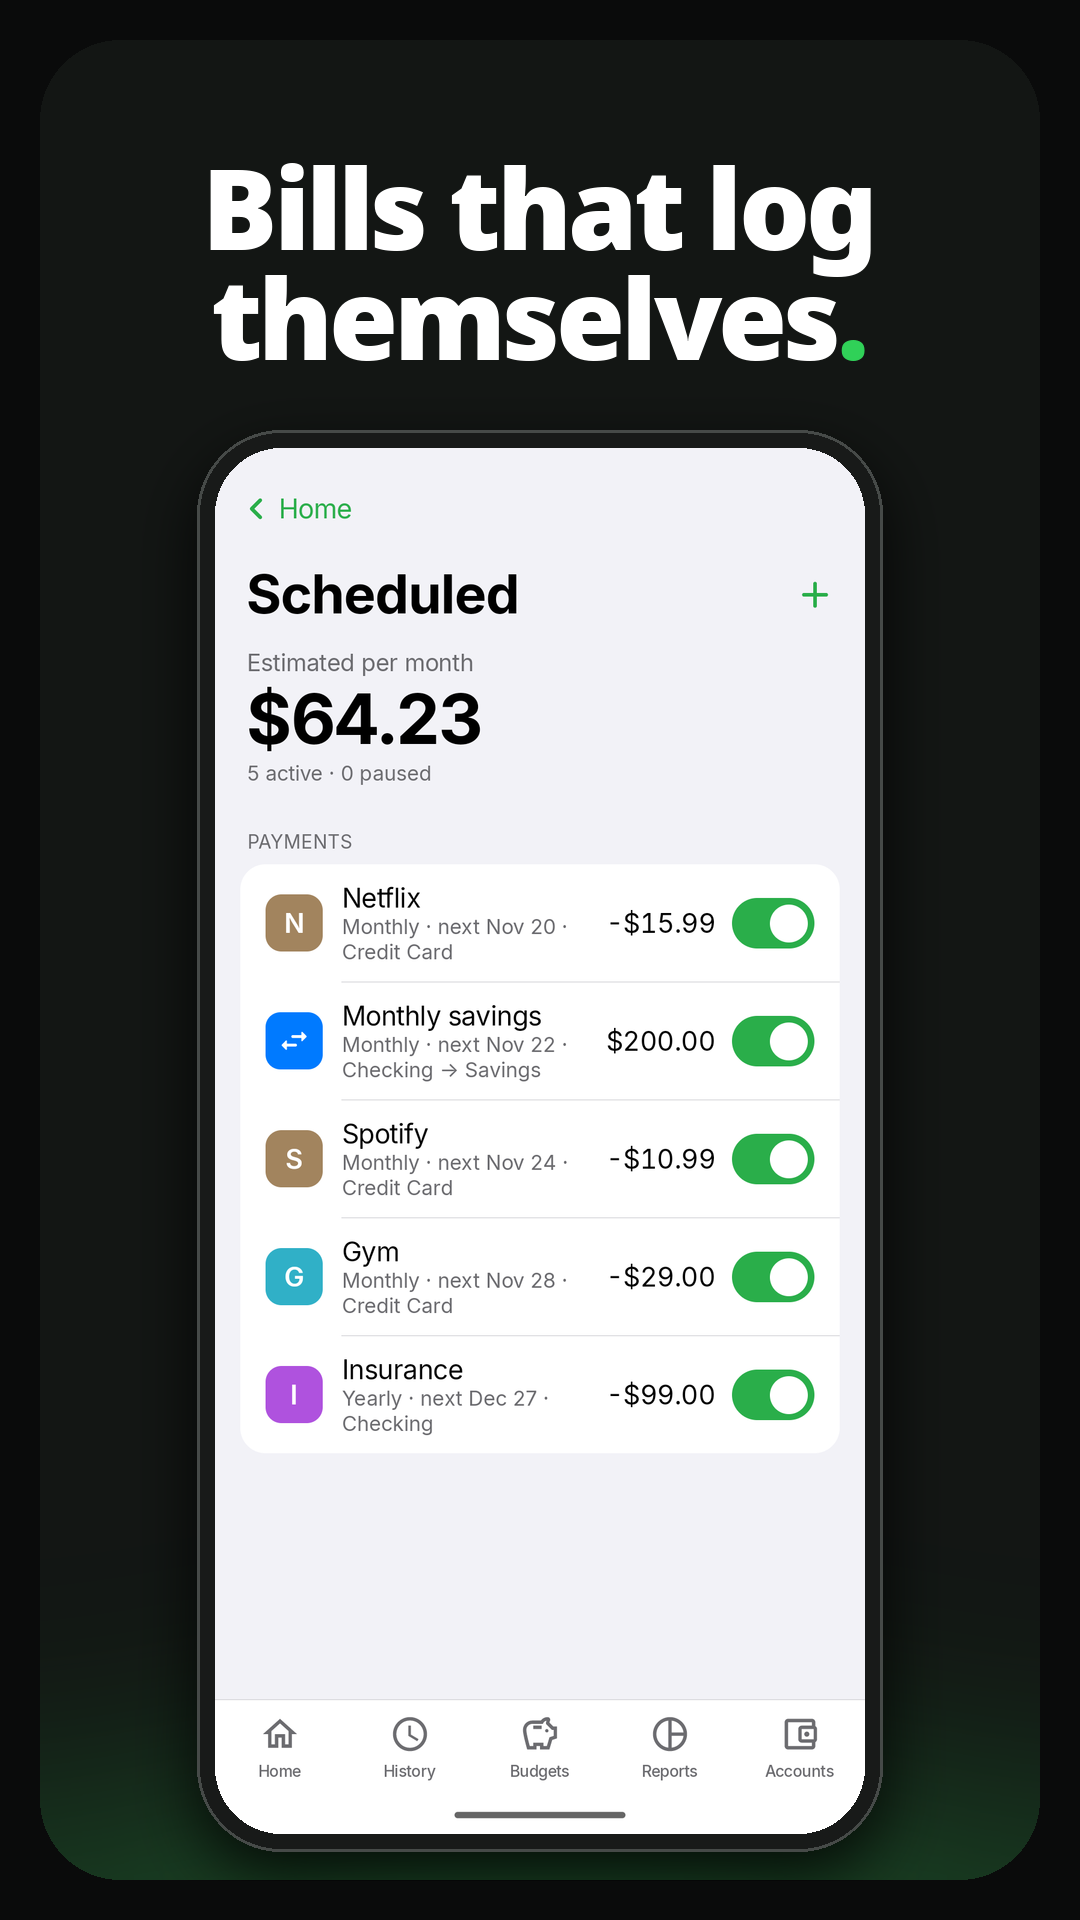 Bills that log
themselves.
Home
Scheduled
Estimated per month
$64.23
5 active · 0 paused
PAYMENTS
N
Netflix
Monthly · next Nov 20 ·
Credit Card
-$15.99
Monthly savings
Monthly · next Nov 22 ·
Checking → Savings
$200.00
S
Spotify
Monthly · next Nov 24 ·
Credit Card
-$10.99
G
Gym
Monthly · next Nov 28 ·
Credit Card
-$29.00
I
Insurance
Yearly · next Dec 27 ·
Checking
-$99.00
Home
History
Budgets
Reports
Accounts